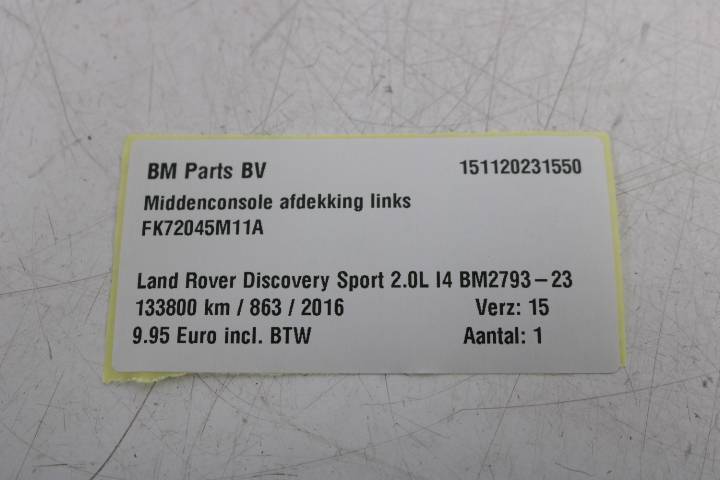 BM Parts BV 151120231550
Middenconsole afdekking links
FK72045M11A
Land Rover Discovery Sport 2.0L I4 BM2793-23
133800 km / 863 / 2016 Verz: 15
9.95 Euro incl. BTW Aantal: 1